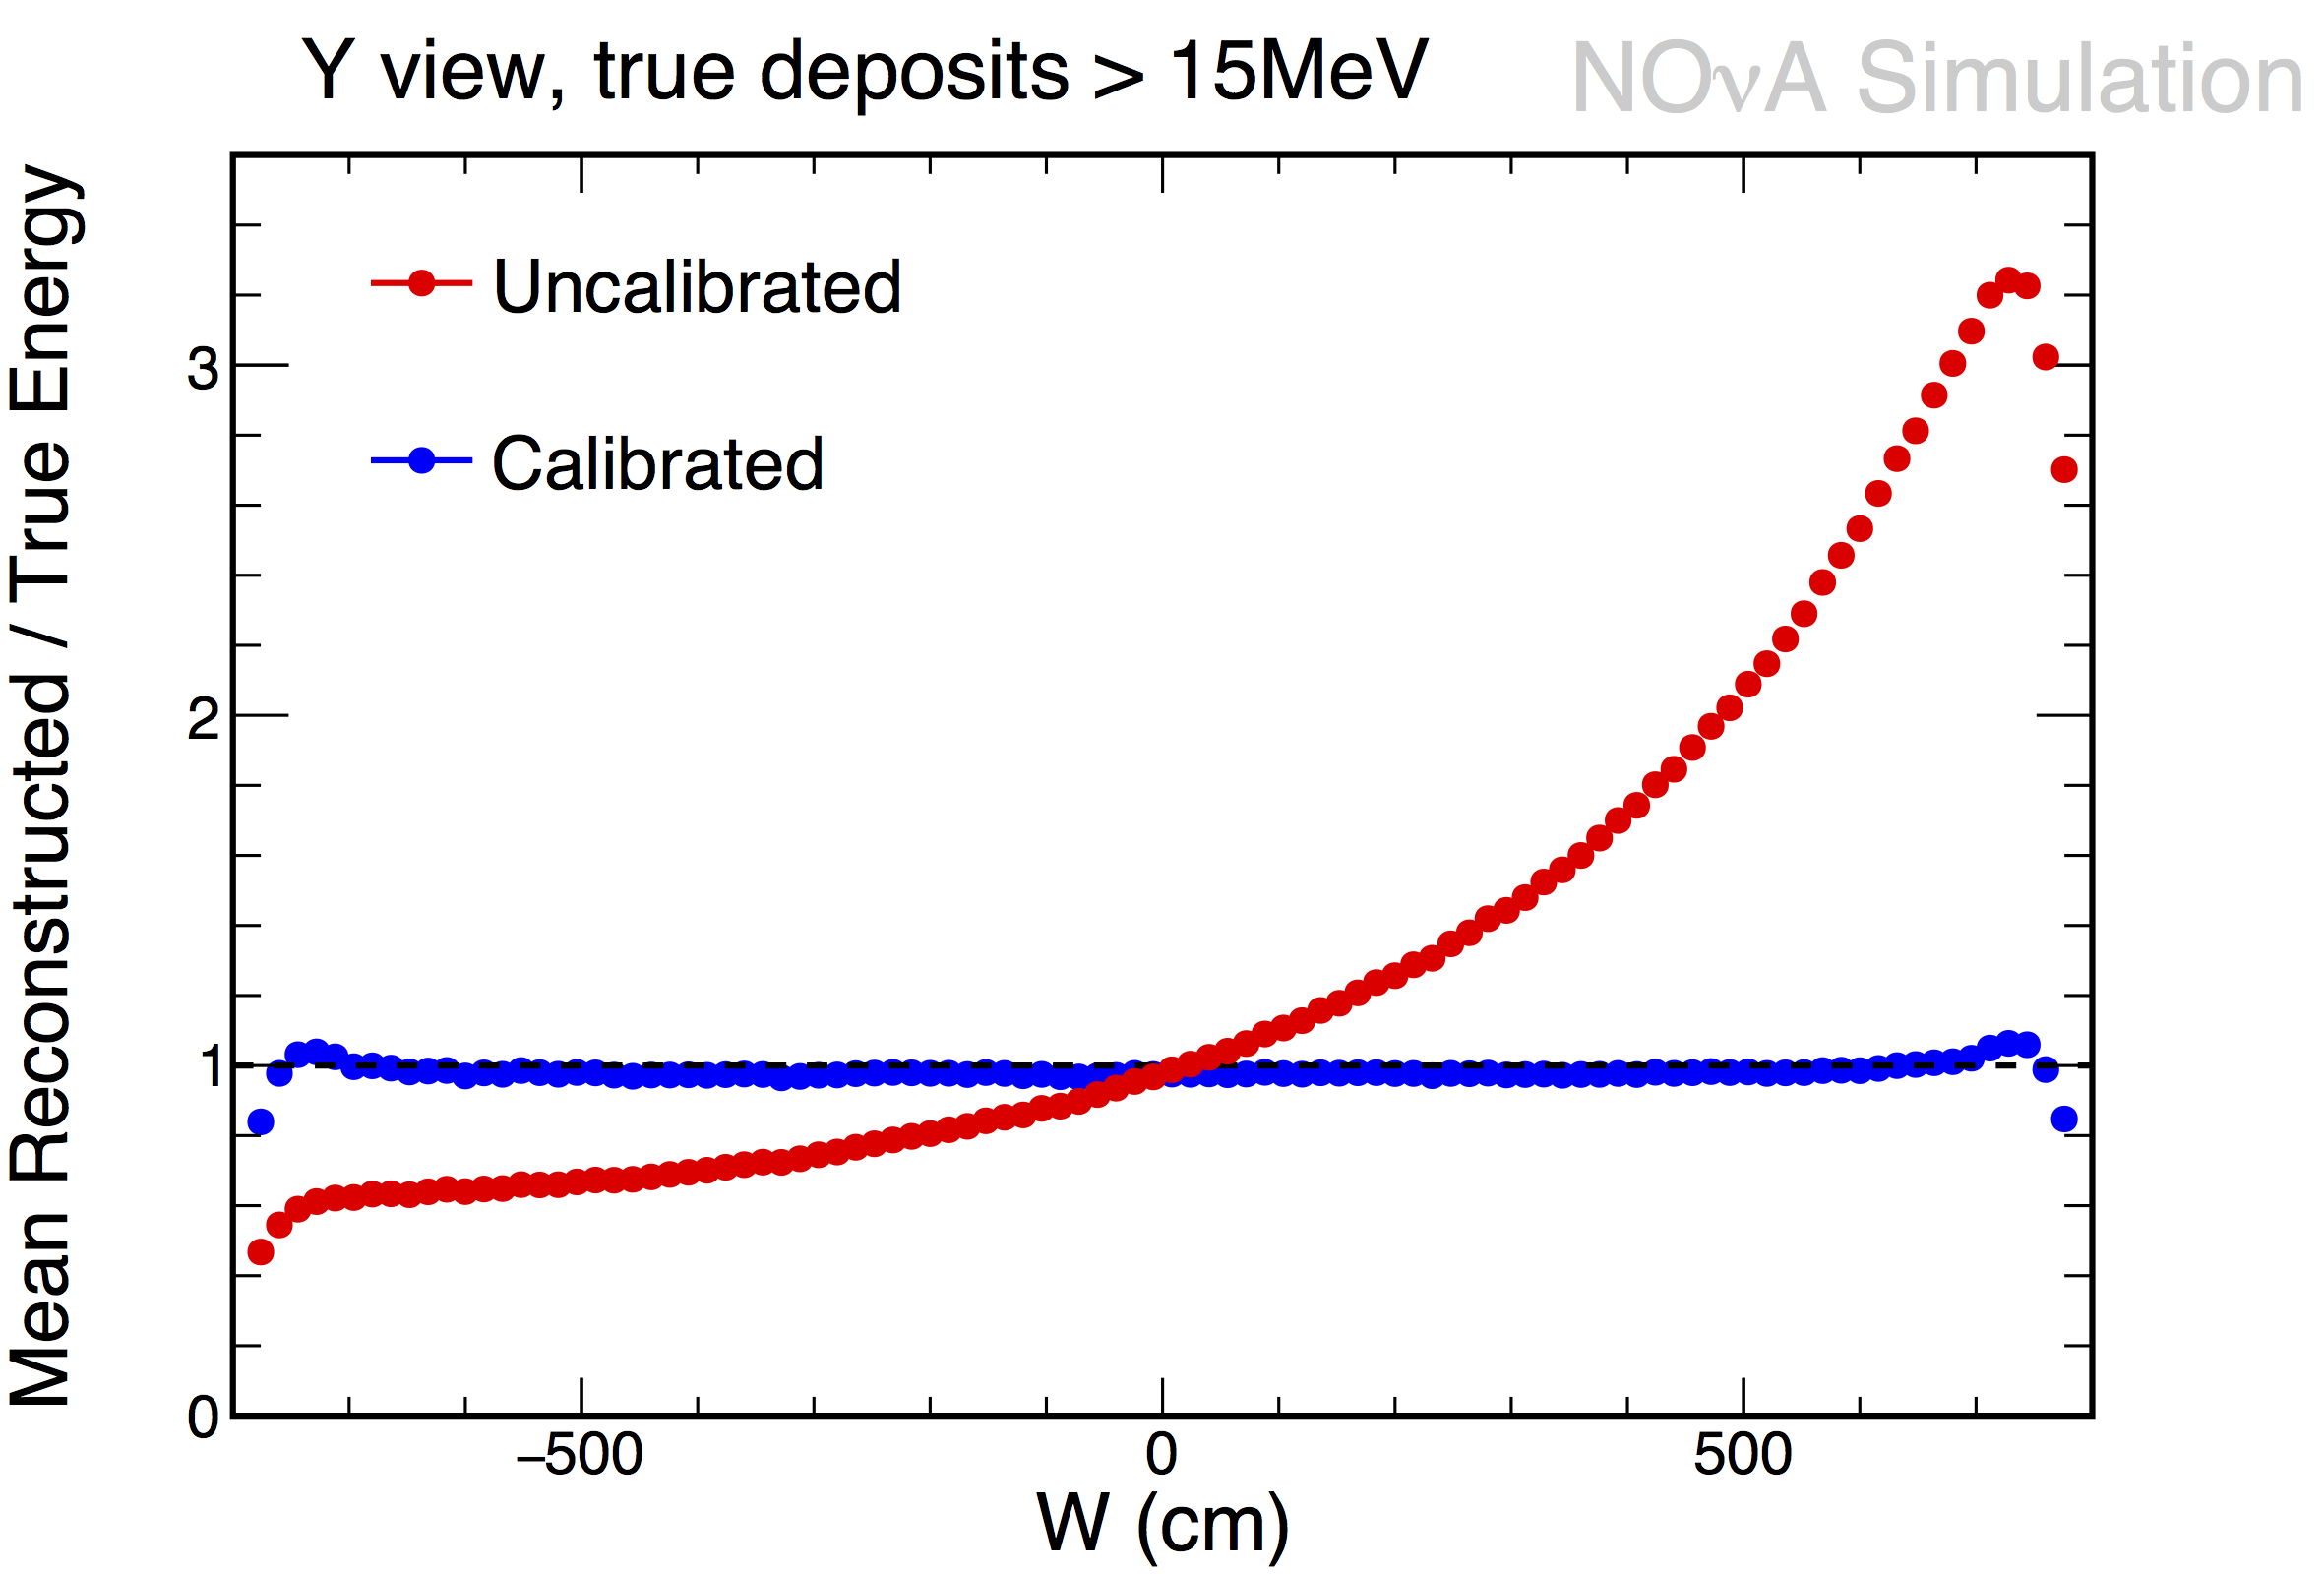 Y view, true deposits > 15MeV
NOνA Simulation
Mean Reconstructed / True Energy
Uncalibrated
Calibrated
3
2
1
0
−500
0
500
W (cm)